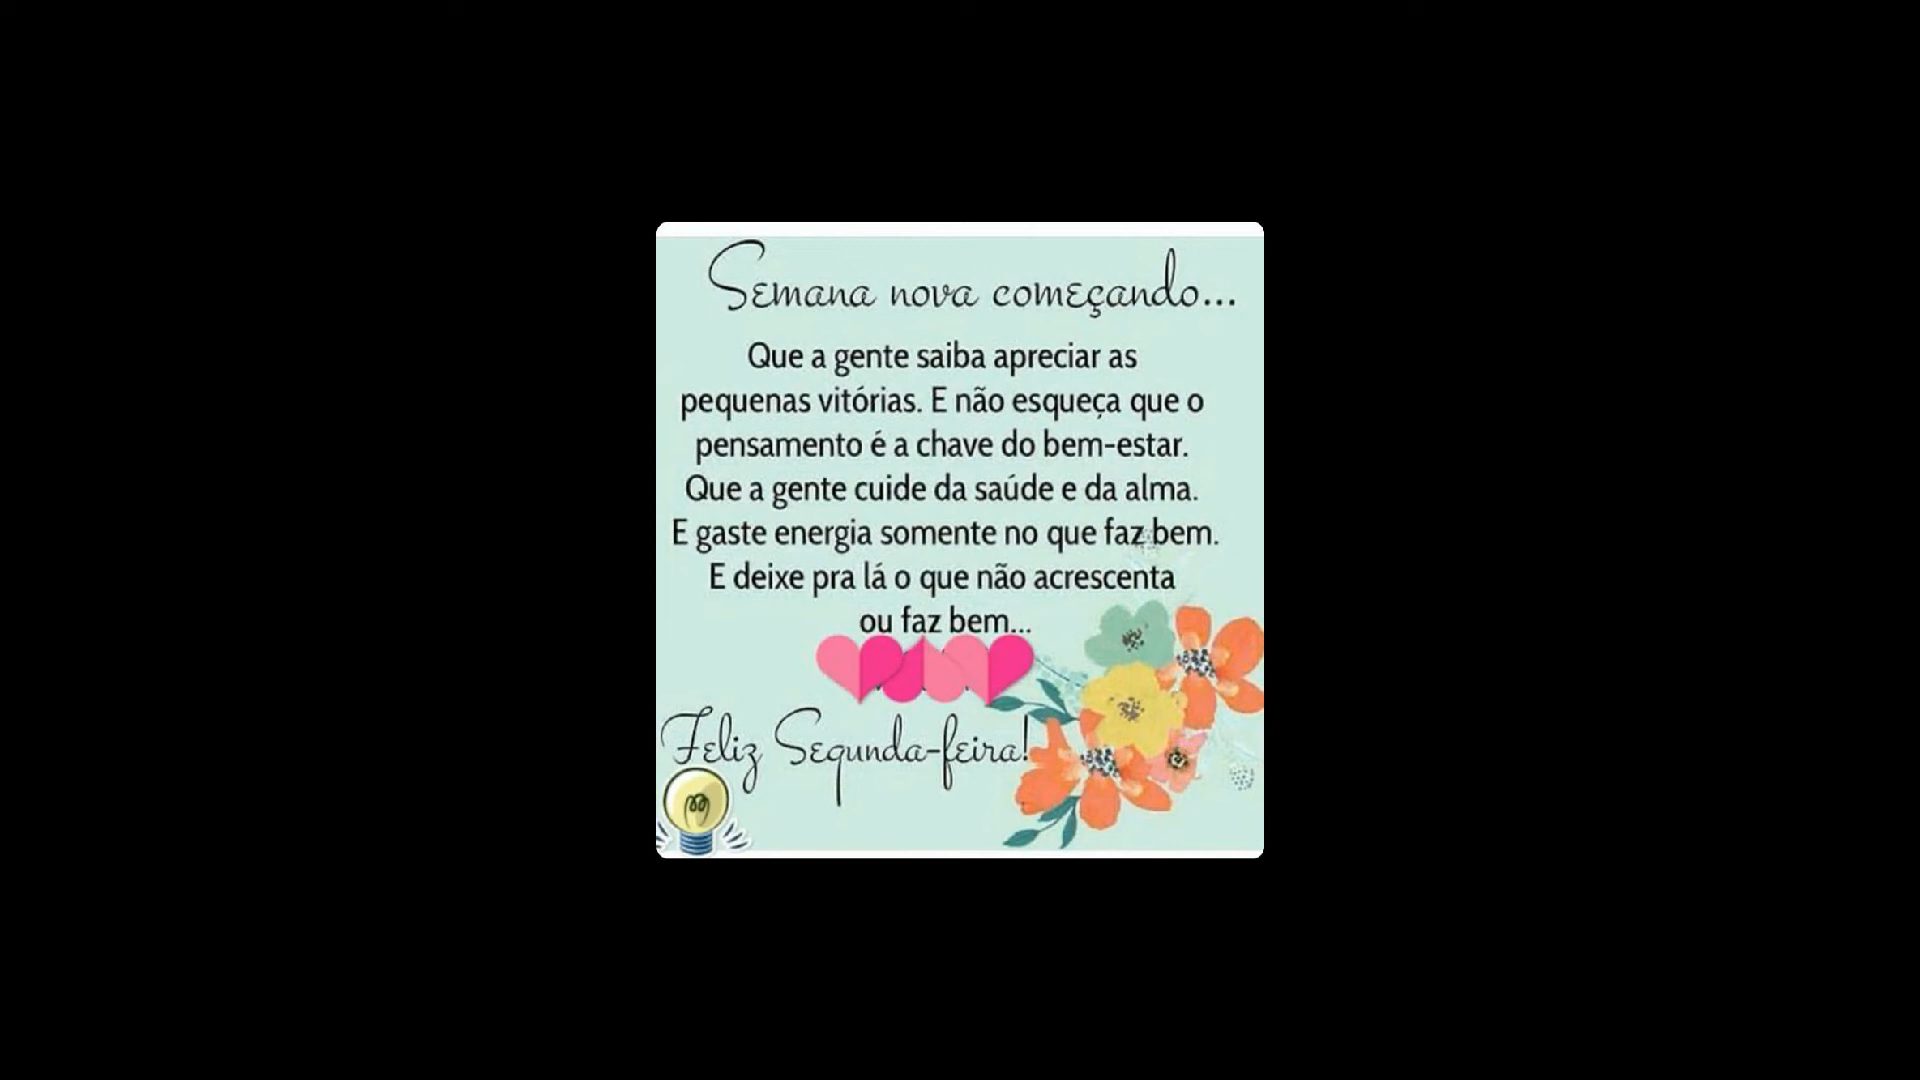 Semana nova começando...
Que a gente saiba apreciar as
pequenas vitórias. E não esqueça que o
pensamento é a chave do bem-estar.
Que a gente cuide da saúde e da alma.
E gaste energia somente no que faz bem.
E deixe pra lá o que não acrescenta
ou faz bem...
Feliz Segunda-feira!